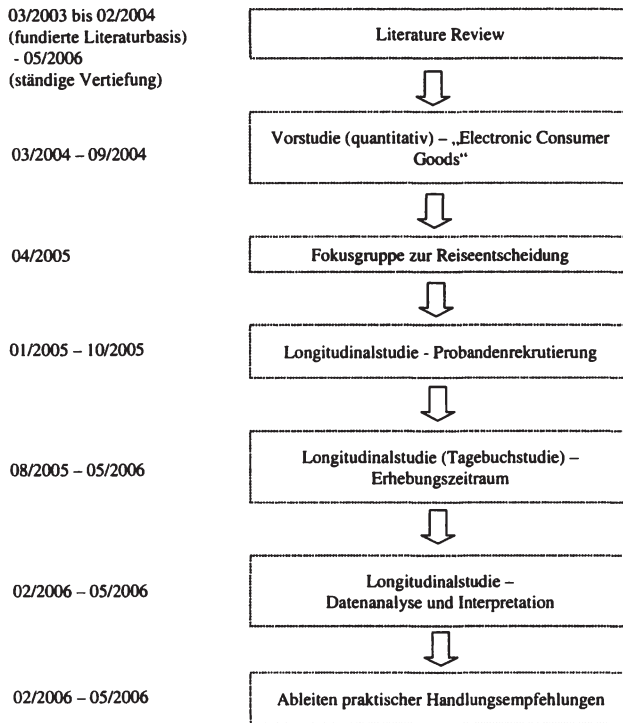 03/2003 bis 02/2004
(fundierte Literaturbasis)
- 05/2006
(ständige Vertiefung)
Literature Review
03/2004 – 09/2004
Vorstudie (quantitativ) – „Electronic Consumer
Goods“
04/2005
Fokusgruppe zur Reiseentscheidung
01/2005 – 10/2005
Longitudinalstudie - Probandenrekrutierung
08/2005 – 05/2006
Longitudinalstudie (Tagebuchstudie) –
Erhebungszeitraum
02/2006 – 05/2006
Longitudinalstudie –
Datenanalyse und Interpretation
02/2006 – 05/2006
Ableiten praktischer Handlungsempfehlungen